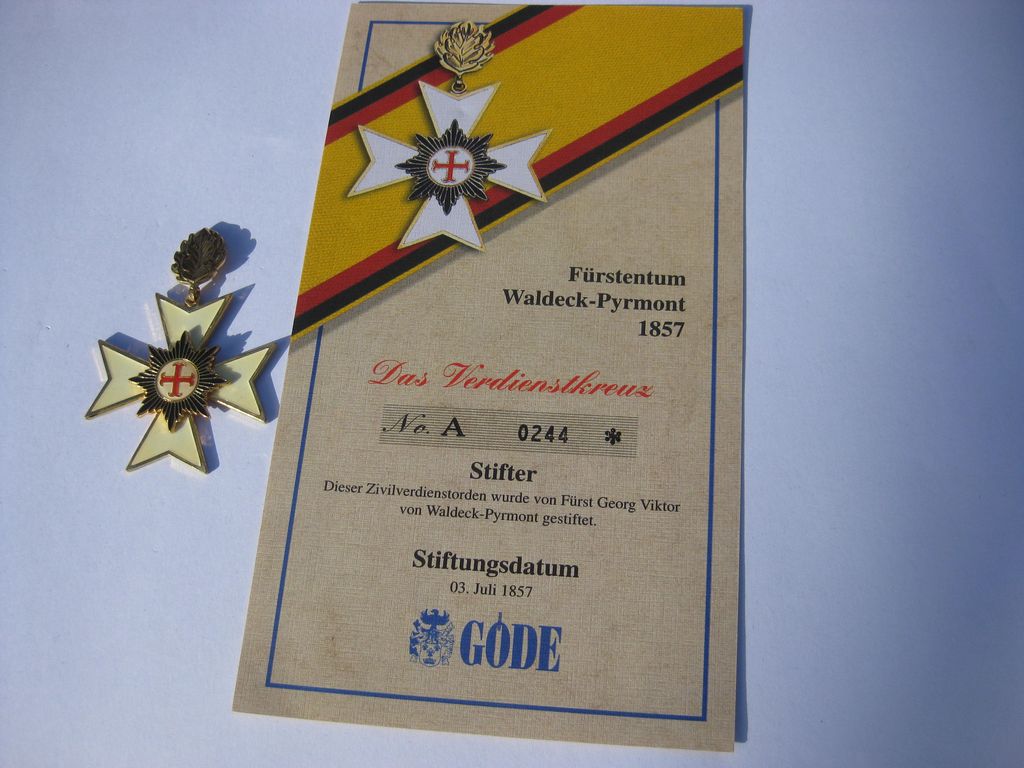 Fürstentum
Waldeck-Pyrmont
1857
Das Verdienstkreuz
No. A 0244 *
Stifter
Dieser Zivilverdienstorden wurde von Fürst Georg Viktor
von Waldeck-Pyrmont gestiftet.
Stiftungsdatum
03. Juli 1857
GÖDE